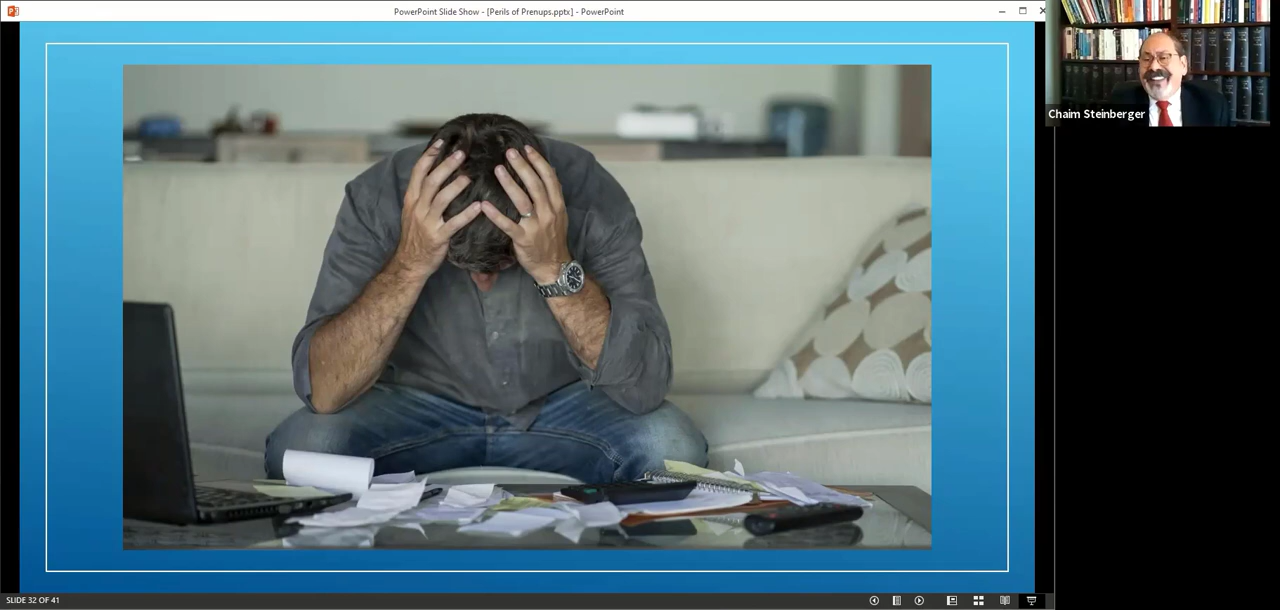 PowerPoint Slide Show - [Perils of Prenups.pptx] - PowerPoint
Chaim Steinberger
SLIDE 32 OF 41